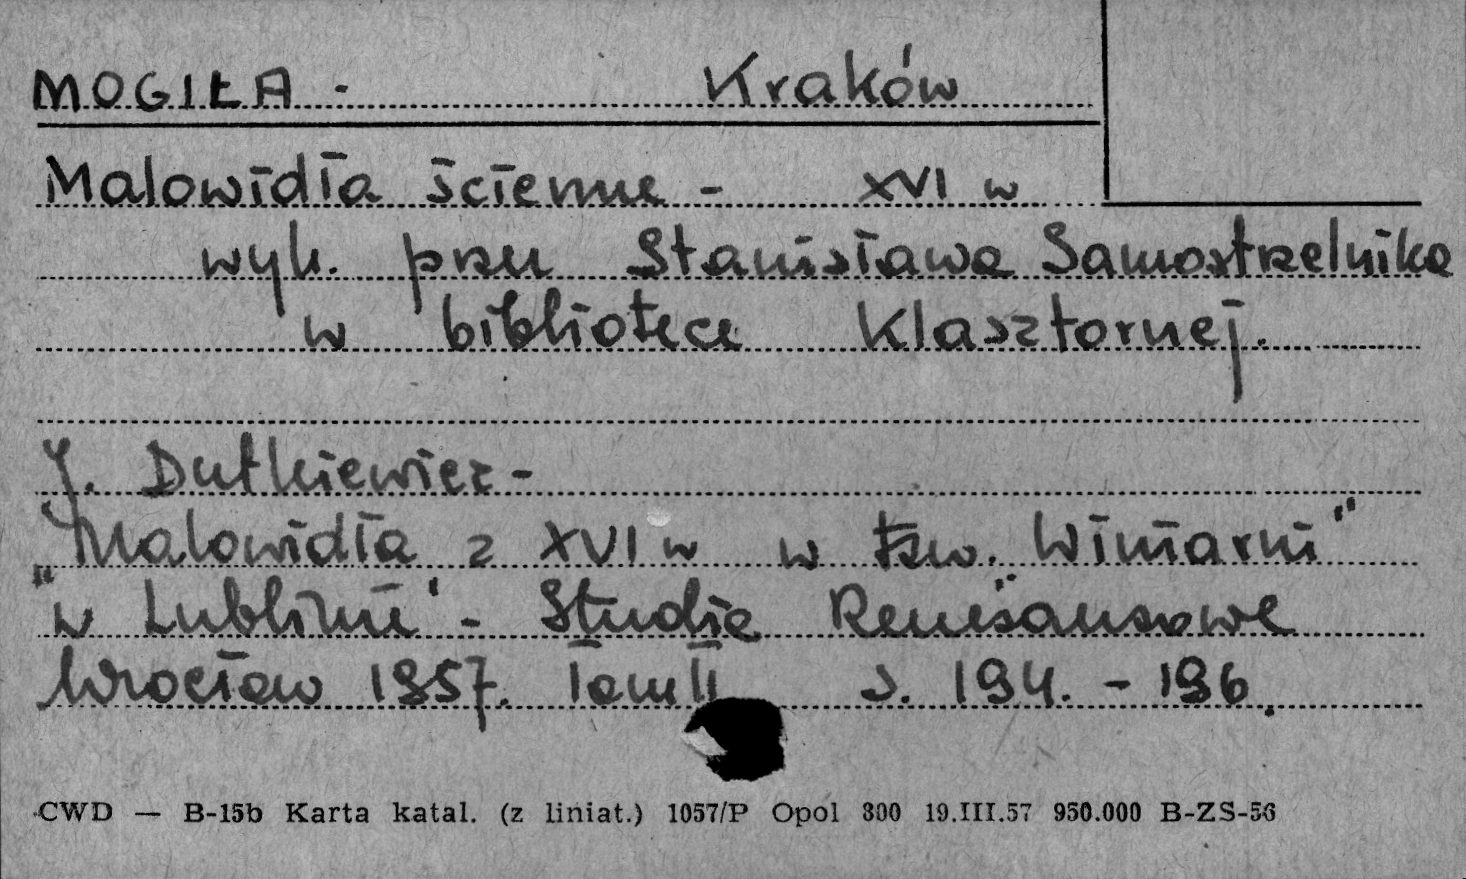 MOGIŁA - Kraków
Malowidła ścienne - XVI w
wyk. przez Stanisława Samostrzelnika
w bibliotece Klasztornej.
J. Dutkiewicz -
"Malowidła z XVI w w tzw. Winiarni"
"w Lublinie" - Studia Renesansowe
Wrocław 1957. Tom II s. 194. - 196.
CWD — B-15b Karta katal. (z liniat.) 1057/P Opol 800 19.III.57 950.000 B-ZS-56